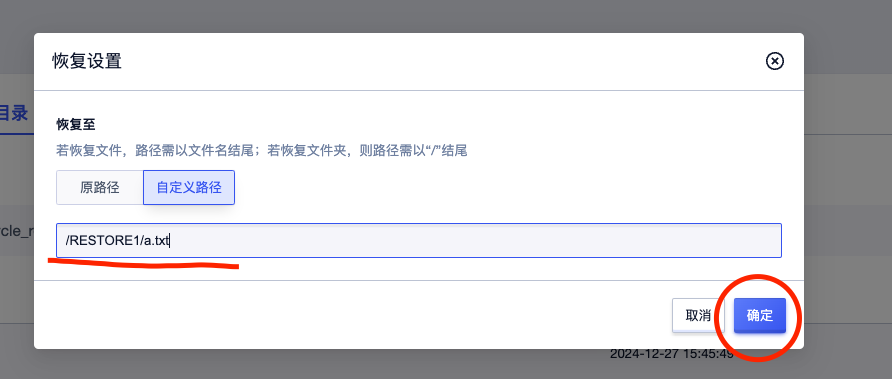 恢复设置
目录
恢复至
若恢复文件，路径需以文件名结尾；若恢复文件夹，则路径需以“/”结尾
原路径
自定义路径
ycle_r
/RESTORE1/a.txt
取消
确定
2024-12-27 15:45:49